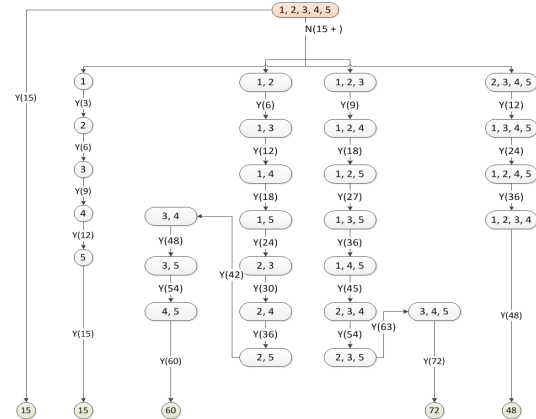 1, 2, 3, 4, 5
N(15 + )
Y(15)
1
Y(3)
2
Y(6)
3
Y(9)
4
Y(12)
5
Y(15)
15
15
1, 2
Y(6)
1, 3
Y(12)
1, 4
Y(18)
1, 5
Y(24)
2, 3
Y(30)
2, 4
Y(36)
2, 5
Y(42)
3, 4
Y(48)
3, 5
Y(54)
4, 5
Y(60)
60
1, 2, 3
Y(9)
1, 2, 4
Y(18)
1, 2, 5
Y(27)
1, 3, 5
Y(36)
1, 4, 5
Y(45)
2, 3, 4
Y(54)
2, 3, 5
Y(63)
3, 4, 5
Y(72)
72
2, 3, 4, 5
Y(12)
1, 3, 4, 5
Y(24)
1, 2, 4, 5
Y(36)
1, 2, 3, 4
Y(48)
48